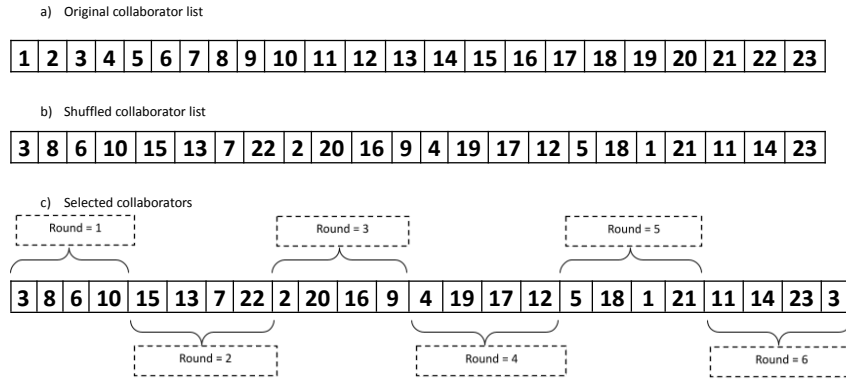 a) Original collaborator list
1 2 3 4 5 6 7 8 9 10 11 12 13 14 15 16 17 18 19 20 21 22 23
b) Shuffled collaborator list
3 8 6 10 15 13 7 22 2 20 16 9 4 19 17 12 5 18 1 21 11 14 23
c) Selected collaborators
Round = 1 Round = 3 Round = 5
3 8 6 10 15 13 7 22 2 20 16 9 4 19 17 12 5 18 1 21 11 14 23 3
Round = 2 Round = 4 Round = 6